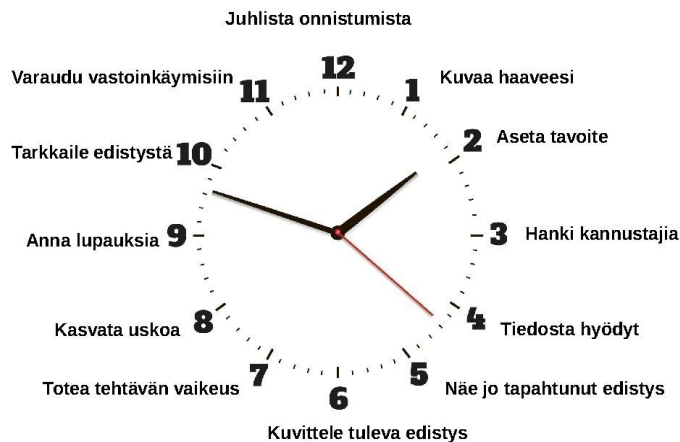 Juhlista onnistumista
12
Kuvaa haaveesi
1
Aseta tavoite
2
Hanki kannustajia
3
Tiedosta hyödyt
4
Näe jo tapahtunut edistys
5
Kuvittele tuleva edistys
6
Totea tehtävän vaikeus
7
Kasvata uskoa
8
Anna lupauksia
9
Tarkkaile edistystä
10
Varaudu vastoinkäymisiin
11